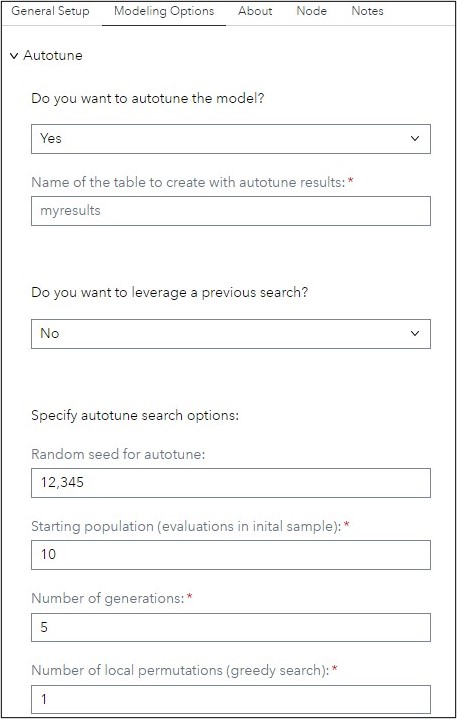 General Setup Modeling Options About Node Notes
Autotune
Do you want to autotune the model?
Yes
Name of the table to create with autotune results:*
myresults
Do you want to leverage a previous search?
No
Specify autotune search options:
Random seed for autotune:
12,345
Starting population (evaluations in inital sample):*
10
Number of generations:*
5
Number of local permutations (greedy search):*
1